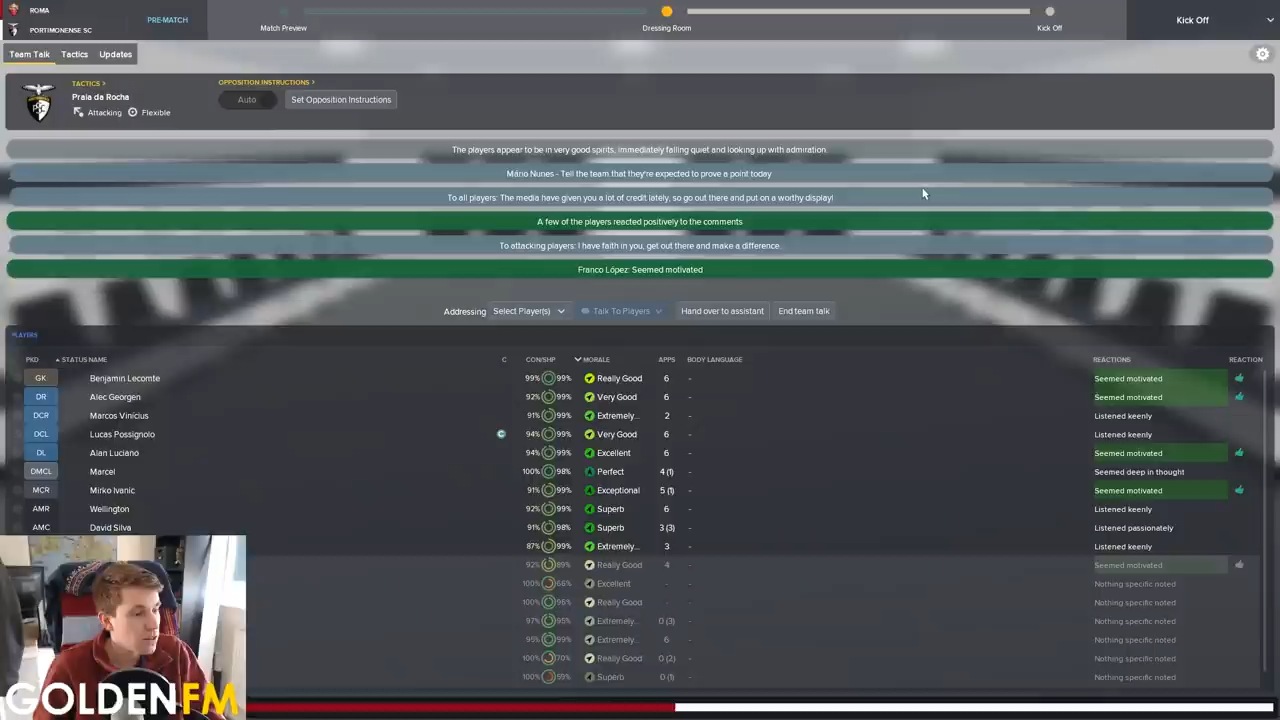 ROMA
PORTIMONENSE SC
PRE-MATCH
Match Preview
Dressing Room
Kick Off
Kick Off
Team Talk Tactics Updates
TACTICS >
Praia da Rocha
Attacking Flexible
OPPOSITION INSTRUCTIONS >
Auto Set Opposition Instructions
The players appear to be in very good spirits, immediately falling quiet and looking up with admiration.
Mário Nunes - Tell the team that they're expected to prove a point today
To all players: The media have given you a lot of credit lately, so go out there and put on a worthy display!
A few of the players reacted positively to the comments
To attacking players: I have faith in you, get out there and make a difference.
Franco López: Seemed motivated
Addressing Select Player(s) Talk To Players Hand over to assistant End team talk
PLAYERS
PKD STATUS NAME C CON/SHP MORALE APPS BODY LANGUAGE REACTIONS REACTION
GK Benjamin Lecomte 99% 99% Really Good 6 - Seemed motivated
DR Alec Georgen 92% 99% Very Good 6 - Seemed motivated
DCR Marcos Vinícius 91% 99% Extremely... 2 - Listened keenly
DCL Lucas Possignolo C 94% 99% Very Good 6 - Listened keenly
DL Alan Luciano 94% 99% Excellent 6 - Seemed motivated
DMCL Marcel 100% 98% Perfect 4 (1) - Seemed deep in thought
MCR Mirko Ivanic 91% 99% Exceptional 5 (1) - Seemed motivated
AMR Wellington 92% 99% Superb 6 - Listened keenly
AMC David Silva 91% 98% Superb 3 (3) - Listened passionately
87% 99% Extremely... 3 - Listened keenly
92% 89% Really Good 4 - Seemed motivated
100% 66% Excellent - - Nothing specific noted
100% 96% Really Good - - Nothing specific noted
97% 95% Extremely... 0 (3) - Nothing specific noted
95% 99% Extremely... 6 - Nothing specific noted
100% 70% Really Good 0 (2) - Nothing specific noted
100% 59% Superb 0 (1) - Nothing specific noted
GOLDENFM